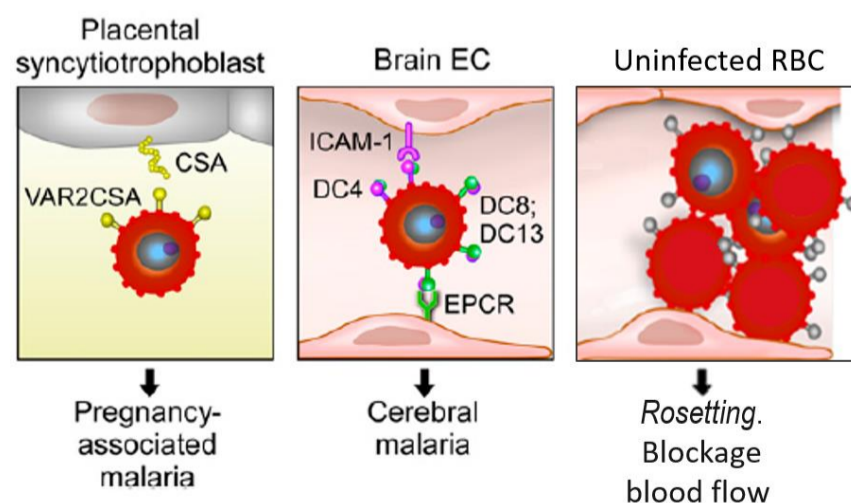 Placental
syncytiotrophoblast
CSA
VAR2CSA
Pregnancy-
associated
malaria
Brain EC
ICAM-1
DC4
DC8;
DC13
EPCR
Cerebral
malaria
Uninfected RBC
Rosetting.
Blockage
blood flow